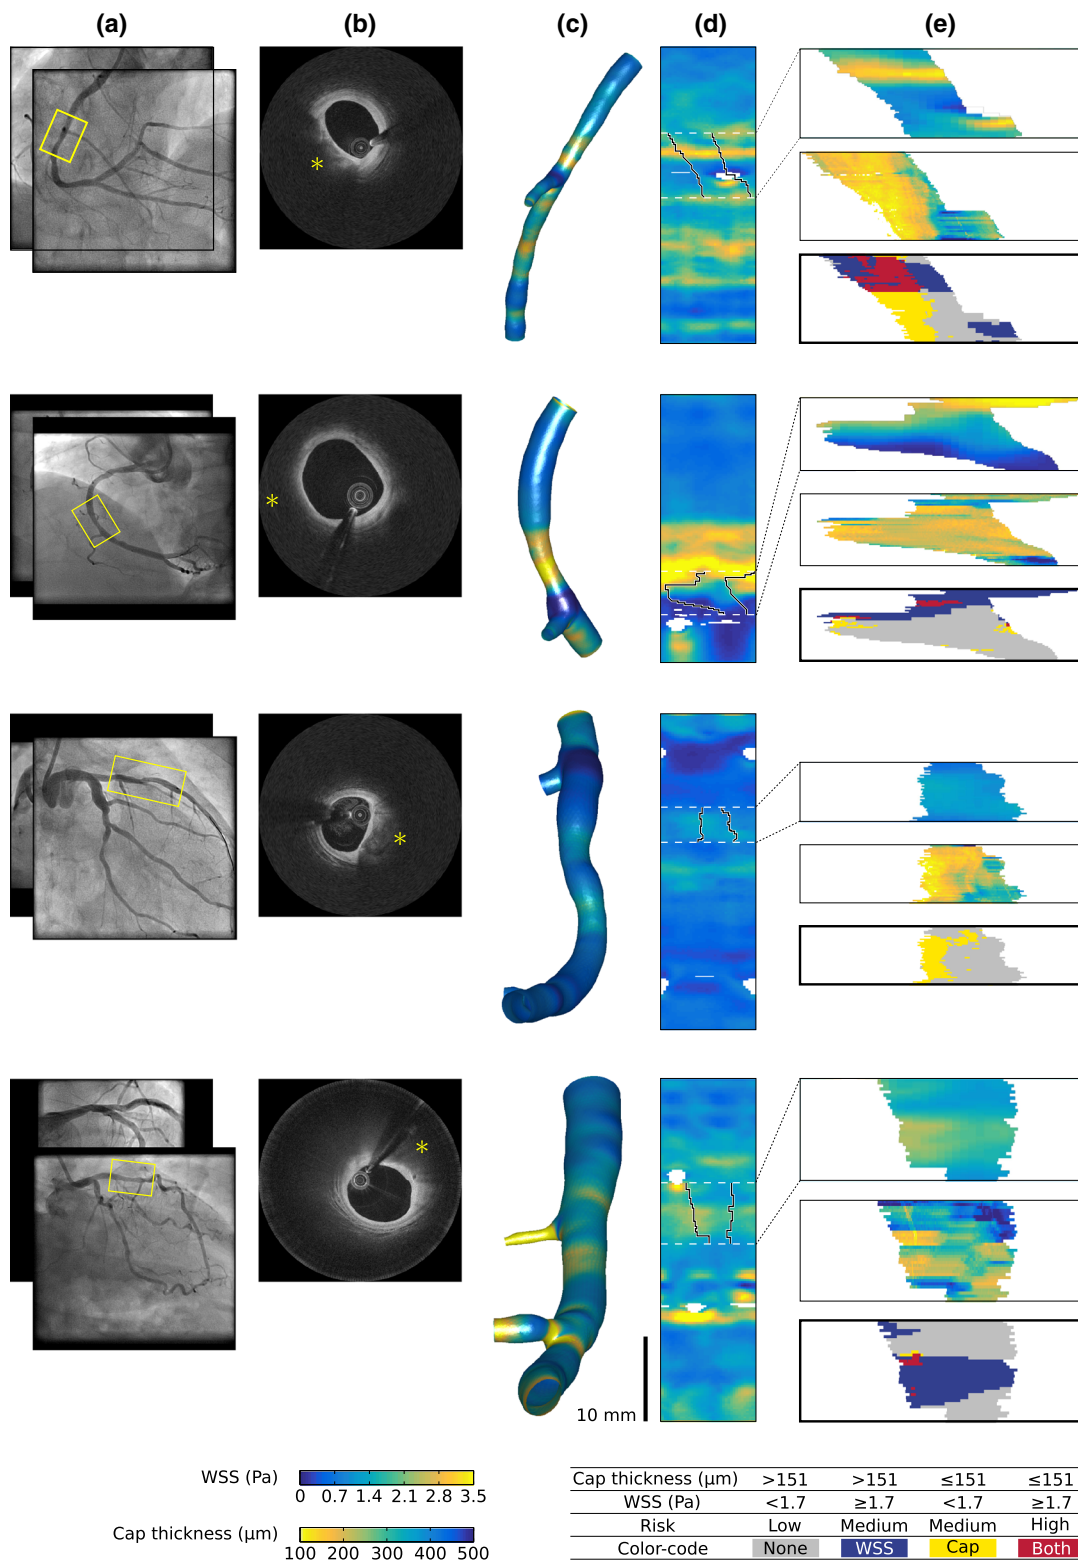 (a) (b) (c) (d) (e)
10 mm
WSS (Pa)
0 0.7 1.4 2.1 2.8 3.5
Cap thickness (μm)
100 200 300 400 500
Cap thickness (μm) >151 >151 ≤151 ≤151
WSS (Pa) <1.7 ≥1.7 <1.7 ≥1.7
Risk Low Medium Medium High
Color-code None WSS Cap Both